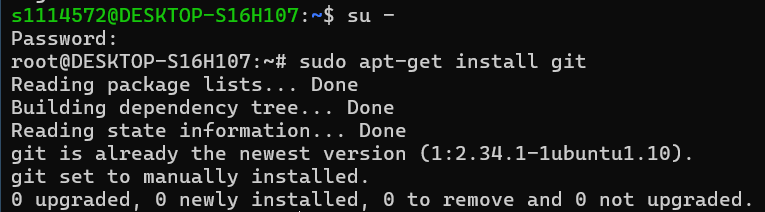 s1114572@DESKTOP-S16H107:~$ su -
Password:
root@DESKTOP-S16H107:~# sudo apt-get install git
Reading package lists... Done
Building dependency tree... Done
Reading state information... Done
git is already the newest version (1:2.34.1-1ubuntu1.10).
git set to manually installed.
0 upgraded, 0 newly installed, 0 to remove and 0 not upgraded.